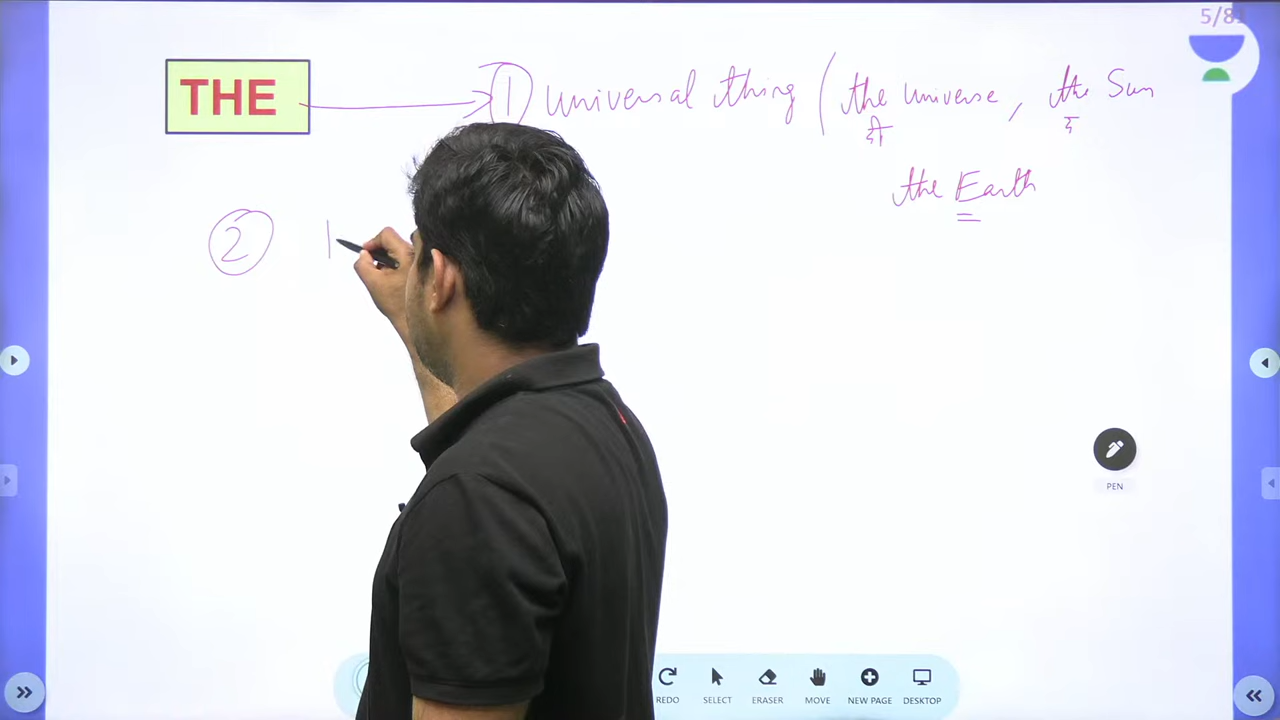 5/81
THE
① universal thing (the universe, the Sun
the Earth
②
PEN
REDO
SELECT
ERASER
MOVE
NEW PAGE
DESKTOP